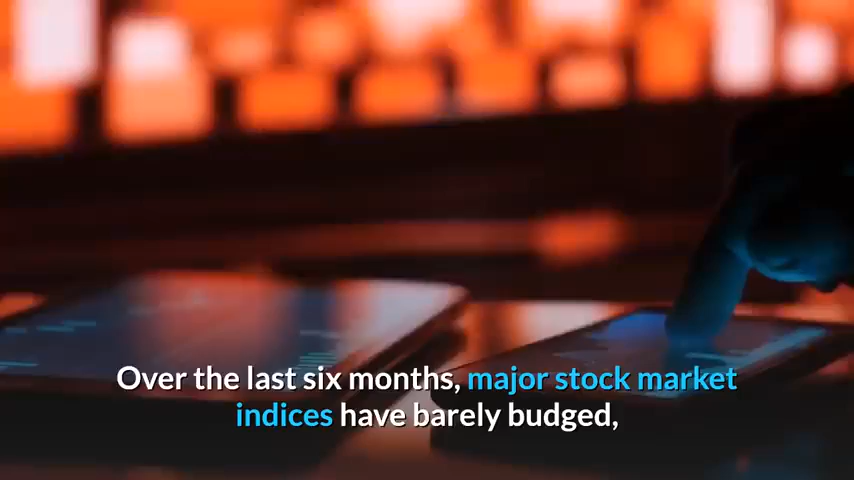 Over the last six months, major stock market
indices have barely budged,